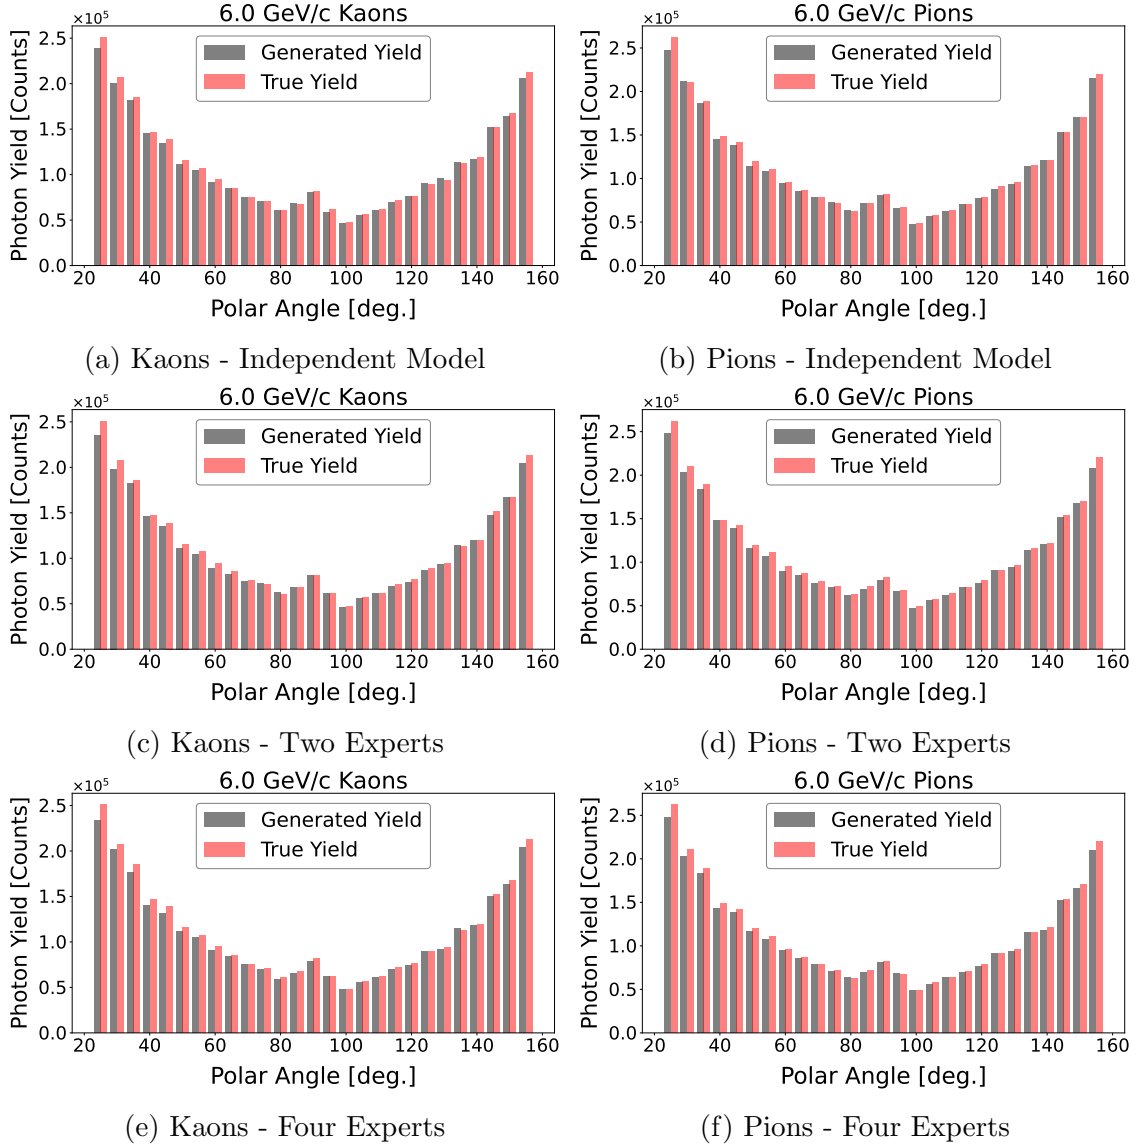 6.0 GeV/c Kaons
×10⁵
Photon Yield [Counts]
2.5
2.0
1.5
1.0
0.5
0.0
Generated Yield
True Yield
20 40 60 80 100 120 140 160
Polar Angle [deg.]
(a) Kaons - Independent Model
6.0 GeV/c Pions
×10⁵
Photon Yield [Counts]
2.5
2.0
1.5
1.0
0.5
0.0
Generated Yield
True Yield
20 40 60 80 100 120 140 160
Polar Angle [deg.]
(b) Pions - Independent Model
6.0 GeV/c Kaons
×10⁵
Photon Yield [Counts]
2.5
2.0
1.5
1.0
0.5
0.0
Generated Yield
True Yield
20 40 60 80 100 120 140 160
Polar Angle [deg.]
(c) Kaons - Two Experts
6.0 GeV/c Pions
×10⁵
Photon Yield [Counts]
2.5
2.0
1.5
1.0
0.5
0.0
Generated Yield
True Yield
20 40 60 80 100 120 140 160
Polar Angle [deg.]
(d) Pions - Two Experts
6.0 GeV/c Kaons
×10⁵
Photon Yield [Counts]
2.5
2.0
1.5
1.0
0.5
0.0
Generated Yield
True Yield
20 40 60 80 100 120 140 160
Polar Angle [deg.]
(e) Kaons - Four Experts
6.0 GeV/c Pions
×10⁵
Photon Yield [Counts]
2.5
2.0
1.5
1.0
0.5
0.0
Generated Yield
True Yield
20 40 60 80 100 120 140 160
Polar Angle [deg.]
(f) Pions - Four Experts